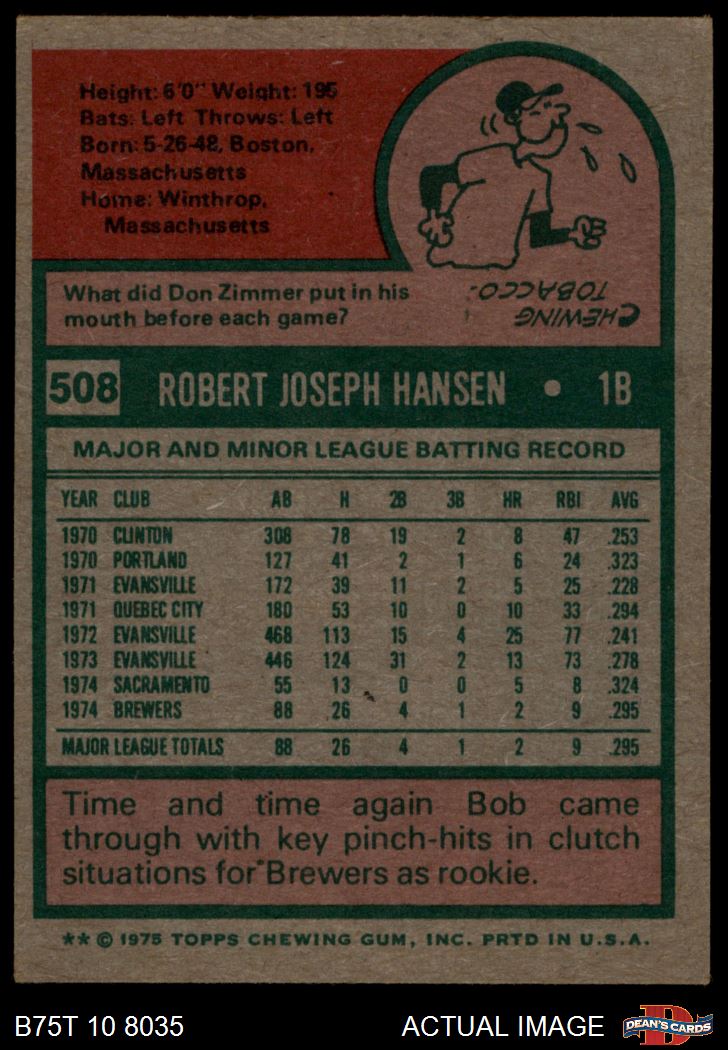 Height: 6'0" Weight: 195
Bats: Left Throws: Left
Born: 5-26-48, Boston,
Massachusetts
Home: Winthrop,
Massachusetts
What did Don Zimmer put in his
mouth before each game?
CHEWING
TOBACCO.
508 ROBERT JOSEPH HANSEN • 1B
MAJOR AND MINOR LEAGUE BATTING RECORD
YEAR CLUB AB H 2B 3B HR RBI AVG
1970 CLINTON 308 78 19 2 8 47 .253
1970 PORTLAND 127 41 2 1 6 24 .323
1971 EVANSVILLE 172 39 11 2 5 25 .228
1971 QUEBEC CITY 180 53 10 0 10 33 .294
1972 EVANSVILLE 468 113 15 4 25 77 .241
1973 EVANSVILLE 446 124 31 2 13 73 .278
1974 SACRAMENTO 55 13 0 0 5 8 .324
1974 BREWERS 88 26 4 1 2 9 .295
MAJOR LEAGUE TOTALS 88 26 4 1 2 9 .295
Time and time again Bob came
through with key pinch-hits in clutch
situations for Brewers as rookie.
** © 1975 TOPPS CHEWING GUM, INC. PRTD IN U.S.A.
B75T 10 8035 ACTUAL IMAGE D DEAN'S CARDS